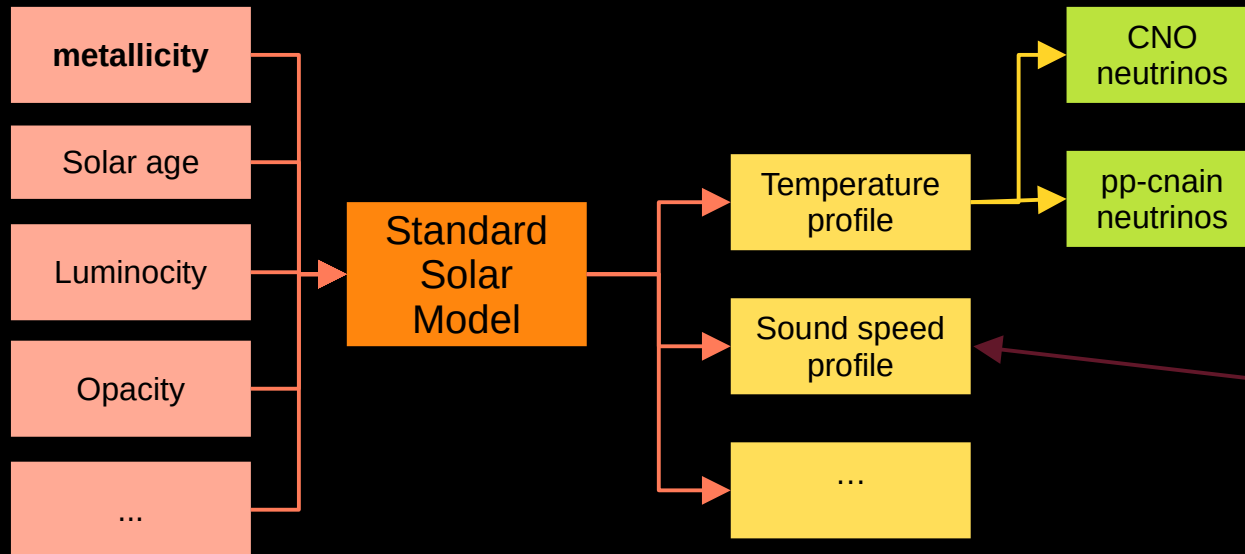 metallicity
Solar age
Luminocity
Opacity
...
Standard
Solar
Model
Temperature
profile
Sound speed
profile
...
CNO
neutrinos
pp-cnain
neutrinos